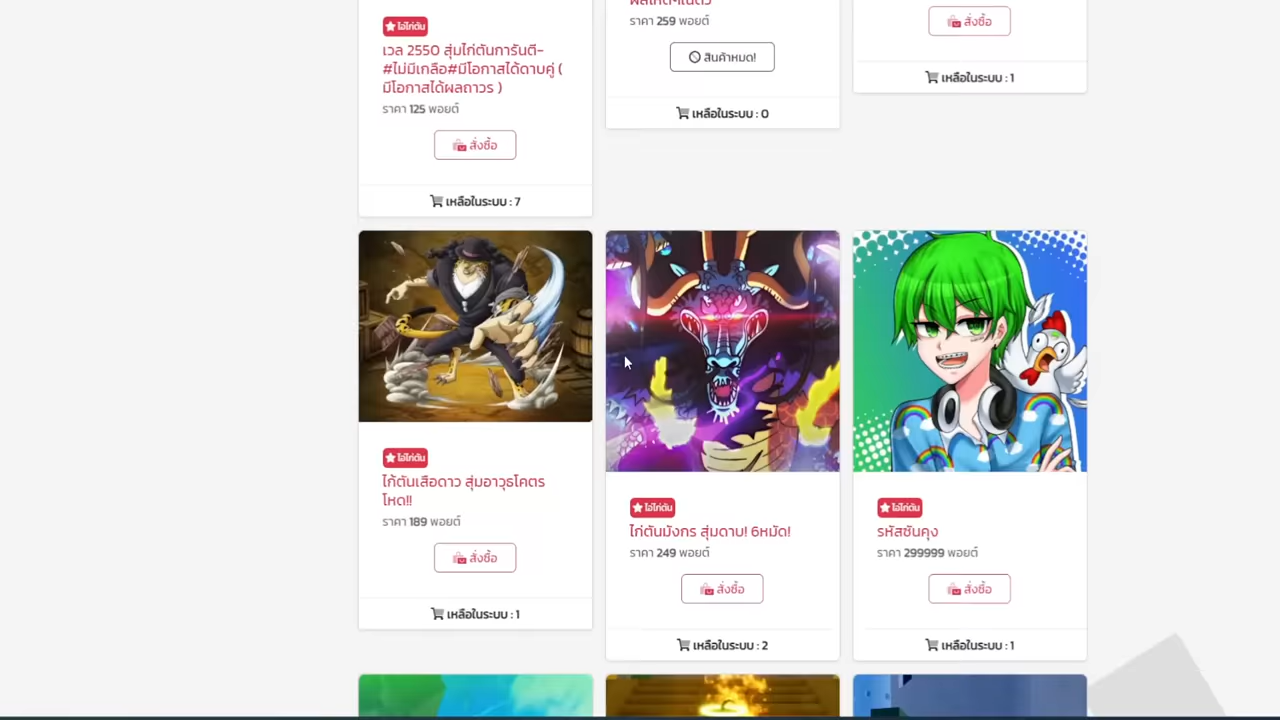 ไอ้ไก่ตัน
เวล 2550 สุ่มไก่ตันการันตี-
#ไม่มีเกลือ#มีโอกาสได้ดาบคู่ (
มีโอกาสได้ผลถาวร )
ราคา 125 พอยต์
สั่งซื้อ
เหลือในระบบ : 7
ราคา 259 พอยต์
สินค้าหมด!
เหลือในระบบ : 0
สั่งซื้อ
เหลือในระบบ : 1
ไอ้ไก่ตัน
ไก้ตันเสือดาว สุ่มอาวุธโคตร
โหด!!
ราคา 189 พอยต์
สั่งซื้อ
เหลือในระบบ : 1
ไอ้ไก่ตัน
ไก่ตันมังกร สุ่มดาบ! 6หมัด!
ราคา 249 พอยต์
สั่งซื้อ
เหลือในระบบ : 2
ไอ้ไก่ตัน
รหัสซันคุง
ราคา 299999 พอยต์
สั่งซื้อ
เหลือในระบบ : 1